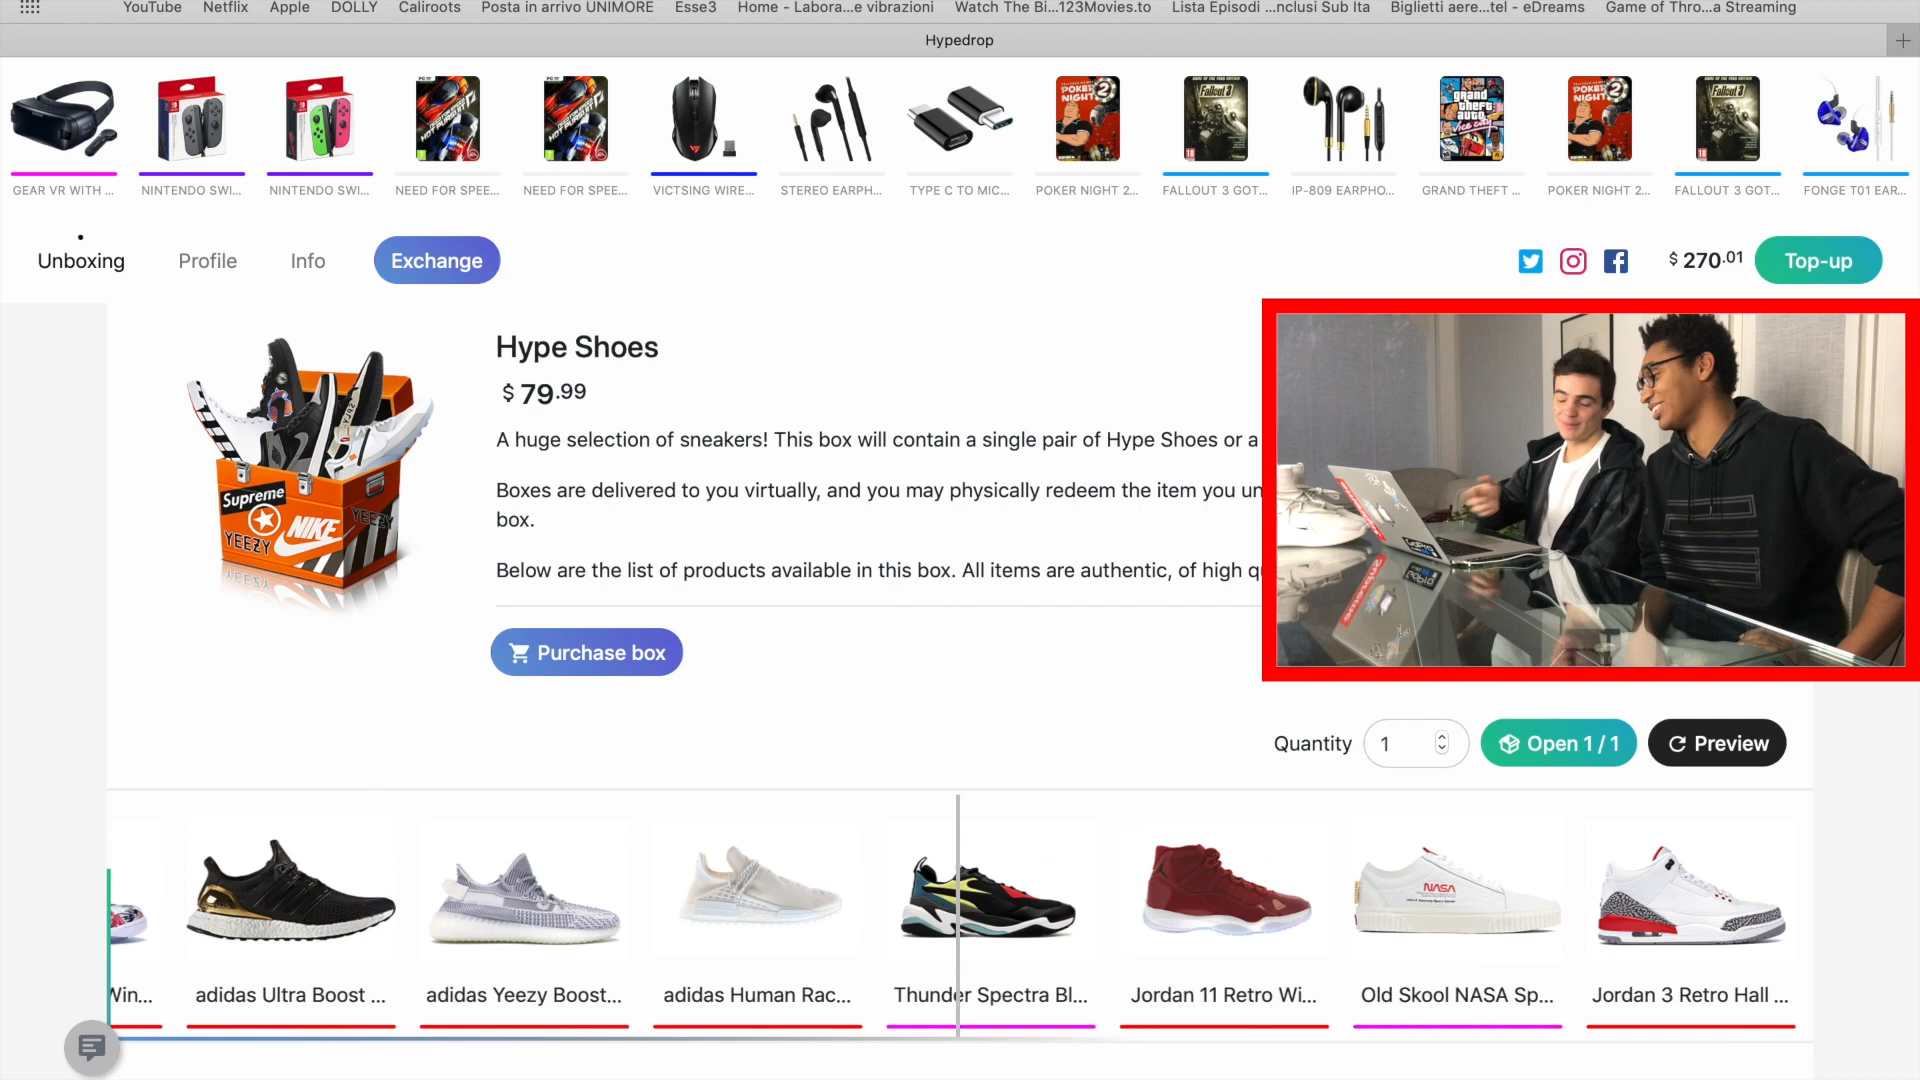 YouTube Netflix Apple DOLLY Caliroots Posta in arrivo UNIMORE Esse3 Home - Labora...e vibrazioni Watch The Bi...123Movies.to Lista Episodi ...nclusi Sub Ita Biglietti aere...tel - eDreams Game of Thro...a Streaming
Hypedrop
GEAR VR WITH ... NINTENDO SWI... NINTENDO SWI... NEED FOR SPEE... NEED FOR SPEE... VICTSING WIRE... STEREO EARPH... TYPE C TO MIC... POKER NIGHT 2... FALLOUT 3 GOT... IP-809 EARPHO... GRAND THEFT ... POKER NIGHT 2... FALLOUT 3 GOT... FONGE T01 EAR...
Unboxing Profile Info Exchange $ 270.01 Top-up
Hype Shoes
$ 79.99
A huge selection of sneakers! This box will contain a single pair of Hype Shoes or a
Boxes are delivered to you virtually, and you may physically redeem the item you un
box.
Below are the list of products available in this box. All items are authentic, of high q
Supreme
NIKE
YEEZY
YEEZY
Purchase box
Quantity 1 Open 1 / 1 Preview
NASA
Win... adidas Ultra Boost ... adidas Yeezy Boost... adidas Human Rac... Thunder Spectra Bl... Jordan 11 Retro Wi... Old Skool NASA Sp... Jordan 3 Retro Hall ...